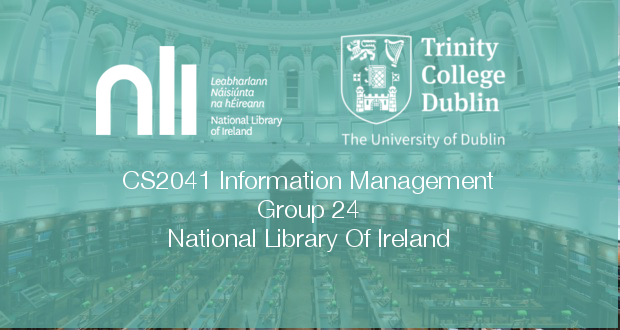 nli
Leabharlann
Náisiúnta
na hÉireann
National Library
of Ireland
Trinity
College
Dublin
The University of Dublin
CS2041 Information Management
Group 24
National Library Of Ireland